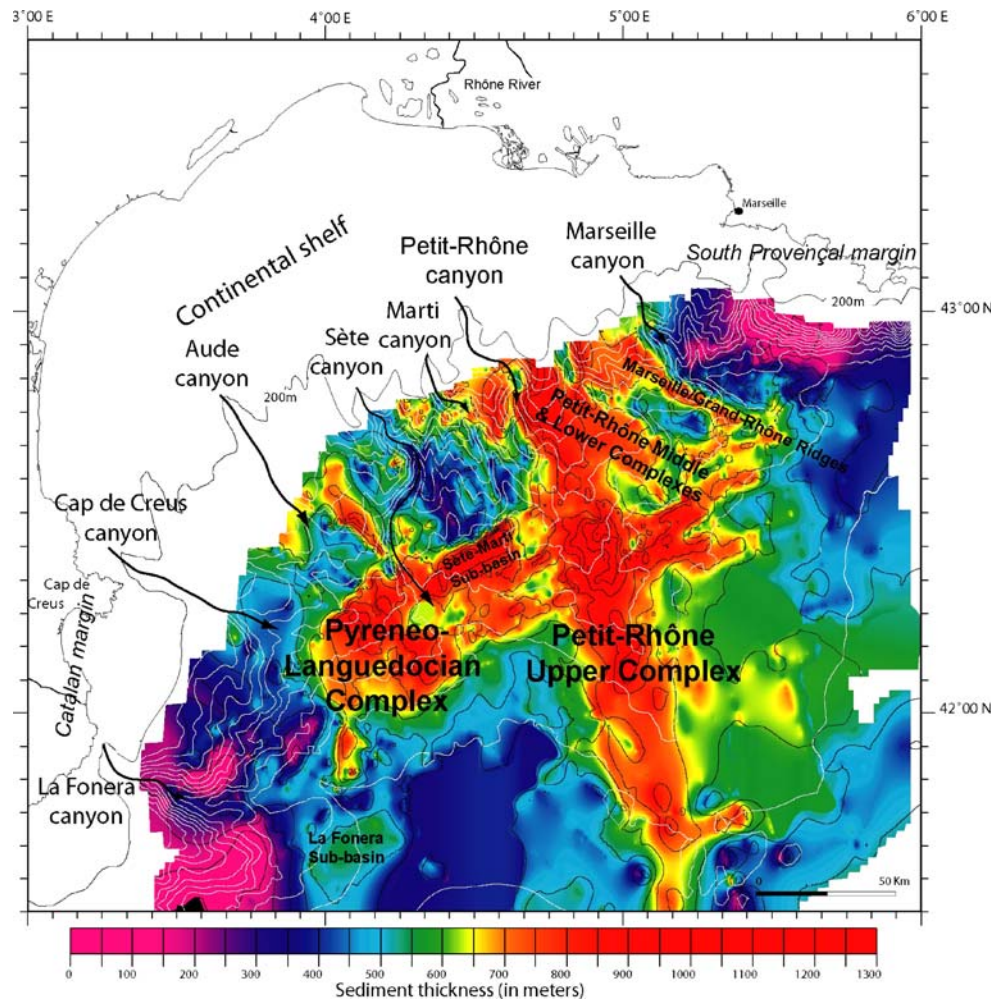 3°00' E
4°00' E
5°00' E
6°00' E
Rhône River
Marseille
Continental shelf
Petit-Rhône
canyon
Marseille
canyon
South Provençal margin
200m
43°00' N
Marti
canyon
Sète
canyon
Aude
canyon
200m
Marseille/Grand-Rhône Ridges
Petit-Rhône Middle
& Lower Complexes
Cap de Creus
canyon
Sète-Marti
Sub-basin
Cap de
Creus
Catalan margin
Pyreneo-
Languedocian
Complex
Petit-Rhône
Upper Complex
42°00 N
La Fonera
canyon
La Fonera
Sub-basin
0 50 Km
0 100 200 300 400 500 600 700 800 900 1000 1100 1200 1300
Sediment thickness (in meters)